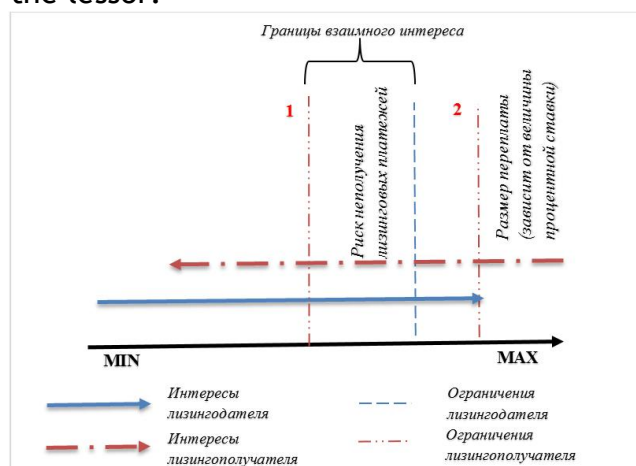 the lessor.
Границы взаимного интереса
1
2
Риск неполучения
лизинговых платежей
Размер переплаты
(зависит от величины
процентной ставки)
MIN
MAX
Интересы
лизингодателя
Ограничения
лизингодателя
Интересы
лизингополучателя
Ограничения
лизингополучателя